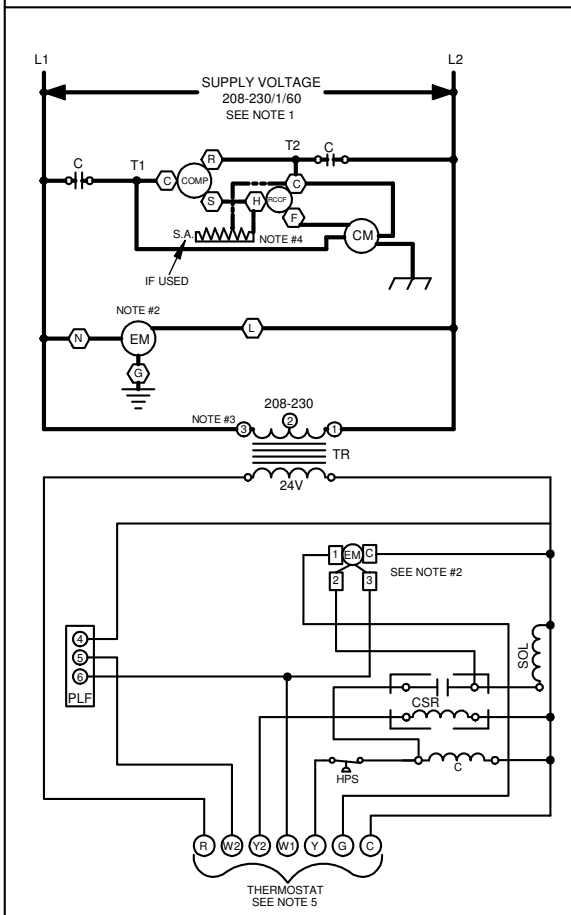 L1
L2
SUPPLY VOLTAGE
208-230/1/60
SEE NOTE 1
C
T1
T2
C
R
C
COMP
S
H
RCCF
C
F
S.A.
NOTE #4
CM
IF USED
NOTE #2
N
EM
L
G
208-230
NOTE #3
3
2
1
TR
24V
1
EM
C
SEE NOTE #2
2
3
4
5
6
PLF
SOL
CSR
HPS
C
R
W2
Y2
W1
Y
G
C
THERMOSTAT
SEE NOTE 5